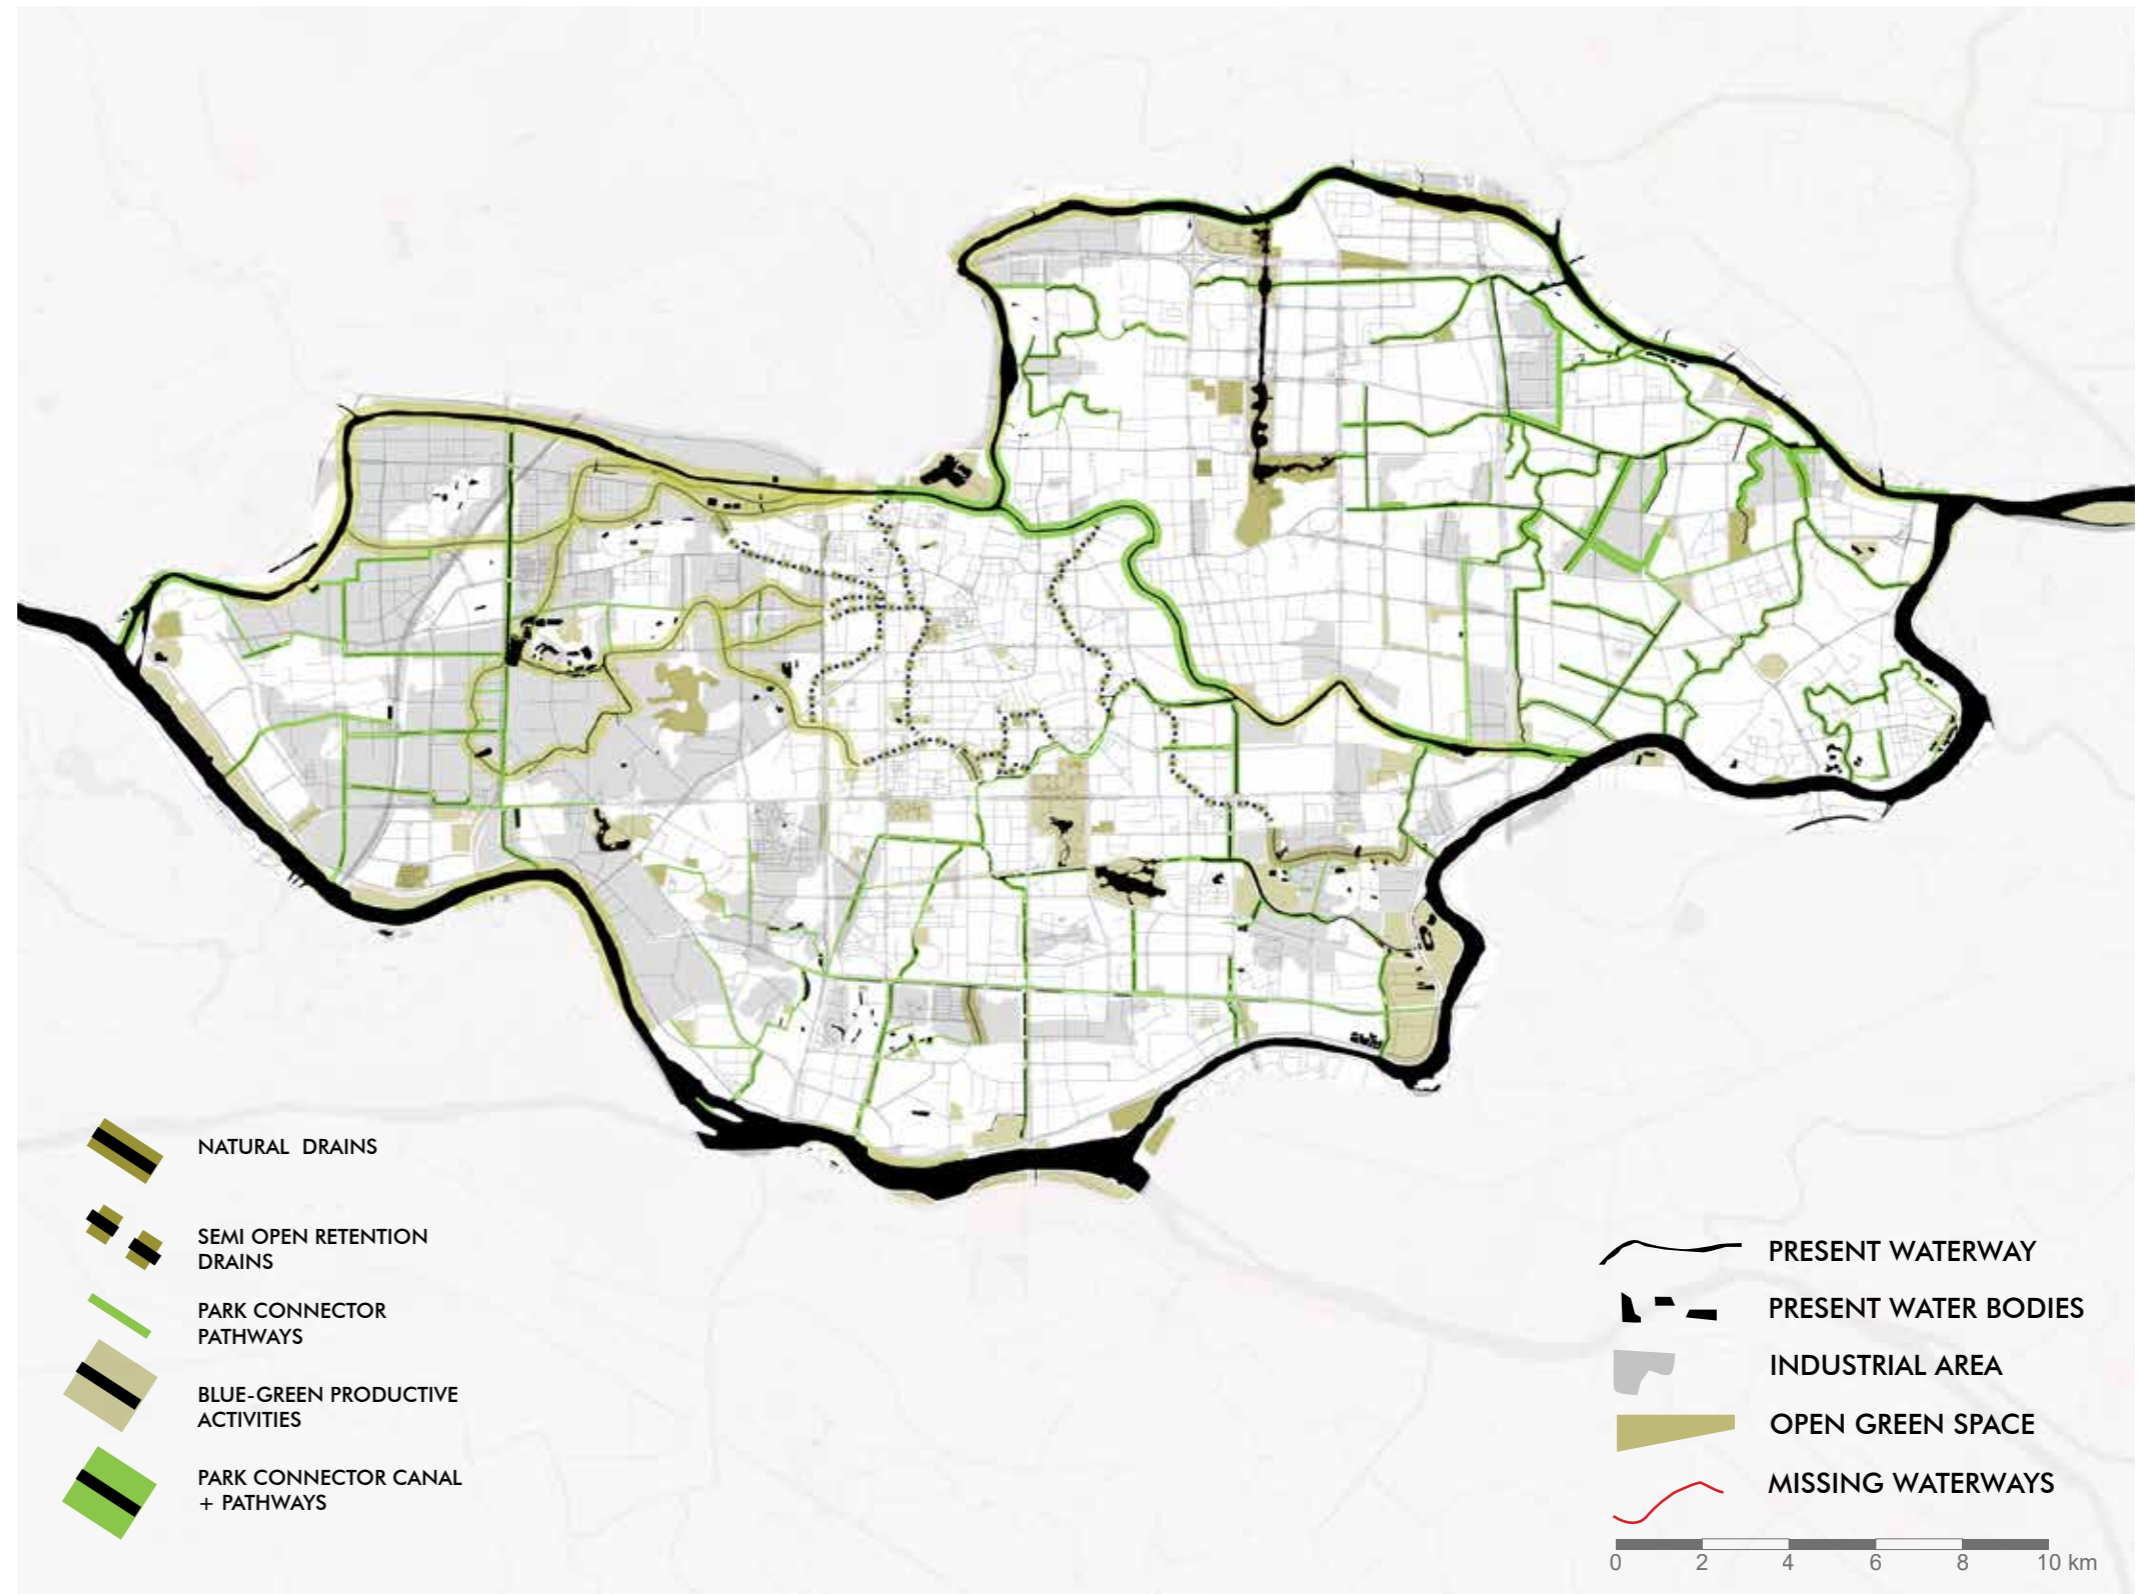 NATURAL DRAINS
SEMI OPEN RETENTION
DRAINS
PARK CONNECTOR
PATHWAYS
BLUE-GREEN PRODUCTIVE
ACTIVITIES
PARK CONNECTOR CANAL
+ PATHWAYS
PRESENT WATERWAY
PRESENT WATER BODIES
INDUSTRIAL AREA
OPEN GREEN SPACE
MISSING WATERWAYS
0 2 4 6 8 10 km